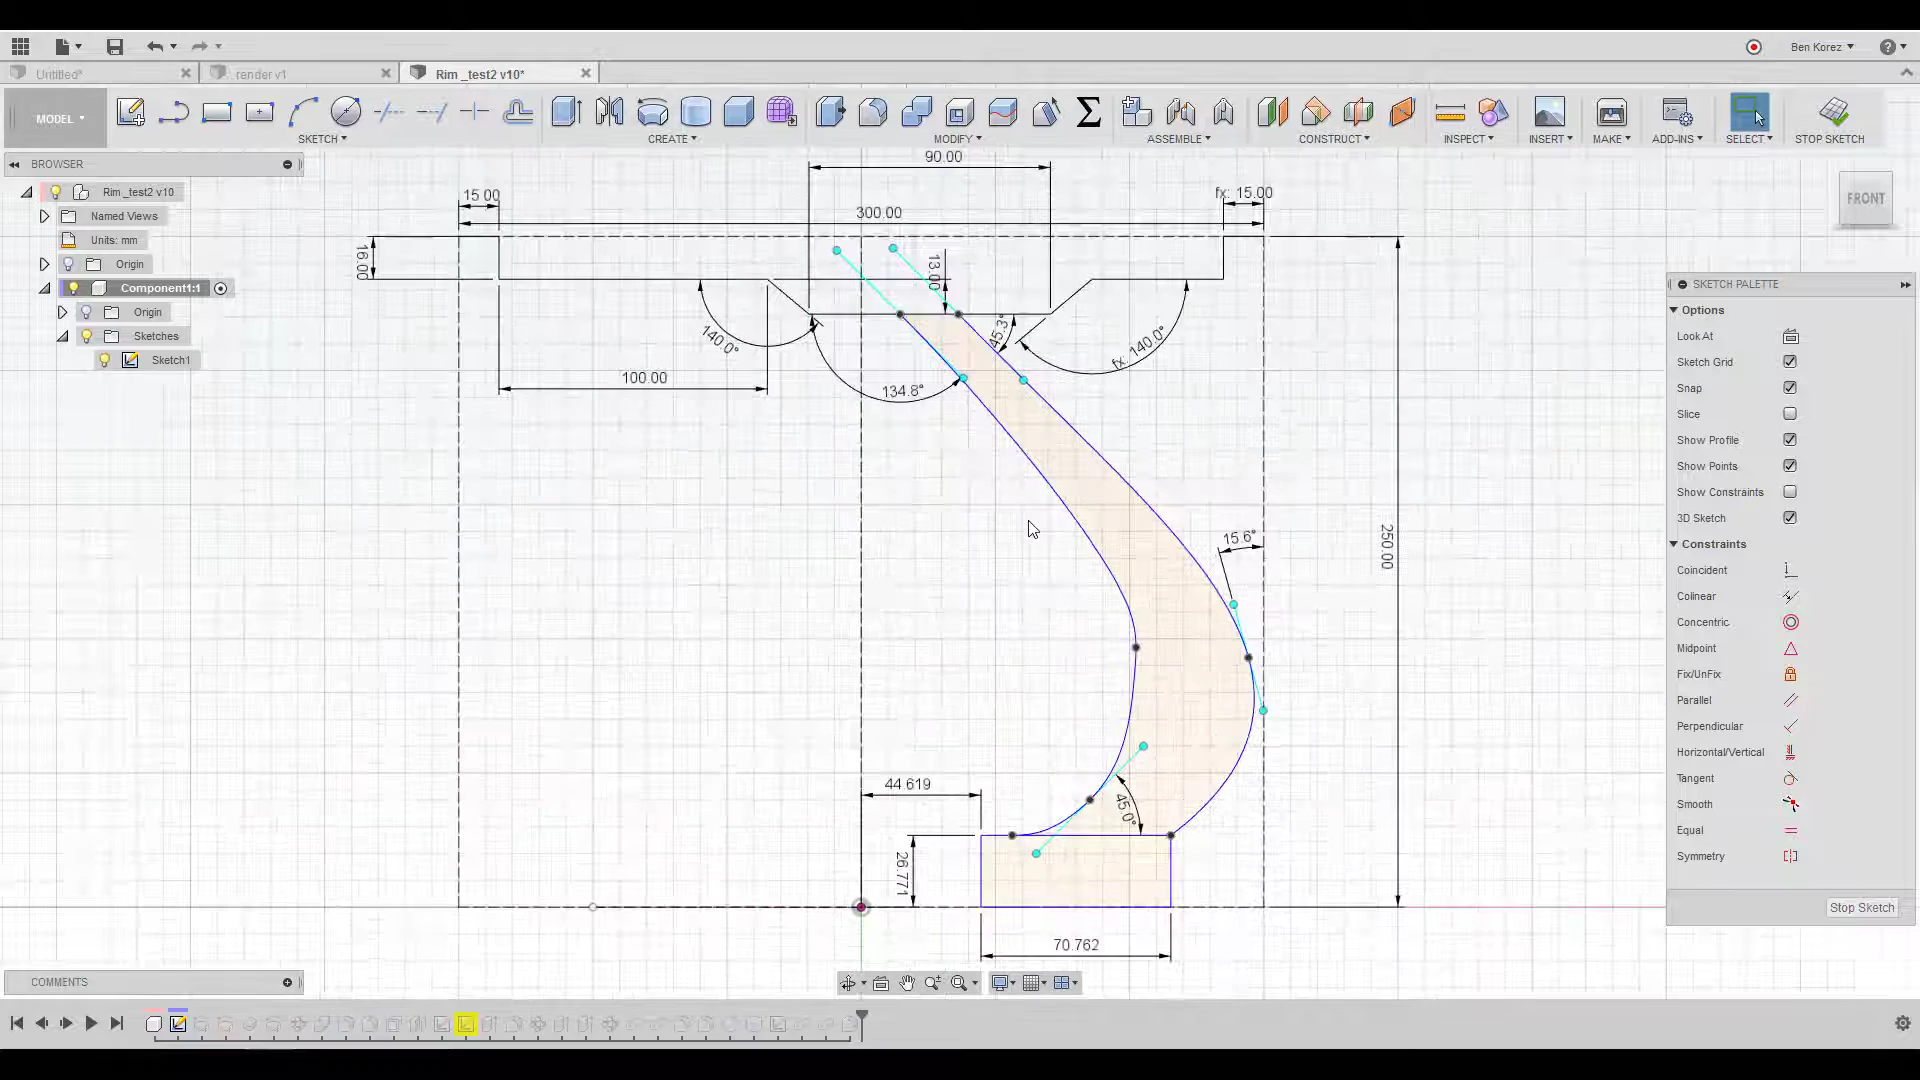 Ben Korez
Untitled*
render v1
Rim _test2 v10*
MODEL
SKETCH
CREATE
MODIFY
ASSEMBLE
CONSTRUCT
INSPECT
INSERT
MAKE
ADD-INS
SELECT
STOP SKETCH
BROWSER
Rim _test2 v10
Named Views
Units: mm
Origin
Component1:1
Origin
Sketches
Sketch1
90.00
15.00
fx: 15.00
300.00
16.00
13.00
140.0°
45.3°
fx: 140.0°
100.00
134.8°
15.6°
250.00
44.619
45.0°
26.771
70.762
FRONT
SKETCH PALETTE
Options
Look At
Sketch Grid
Snap
Slice
Show Profile
Show Points
Show Constraints
3D Sketch
Constraints
Coincident
Colinear
Concentric
Midpoint
Fix/UnFix
Parallel
Perpendicular
Horizontal/Vertical
Tangent
Smooth
Equal
Symmetry
Stop Sketch
COMMENTS